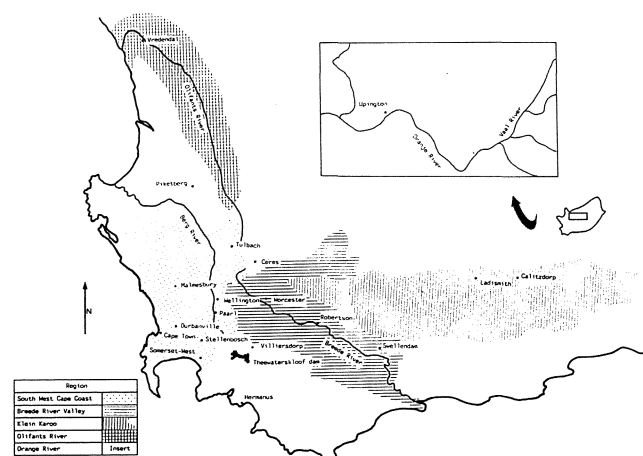 Vredendal
Olifants River
Upington
Oranje River
Vaal River
Piketberg
Berg River
Tulbach
Ceres
Calitzdorp
Ladismith
Malmesbury
Wellington
Worcester
Paarl
Robertson
Durbanville
Cape Town
Stellenbosch
Breede River
Swellendam
Villiersdorp
Somerset-West
Theewaterskloof dam
Hermanus
N
Region
South West Cape Coast
Breede River Valley
Klein Karoo
Olifants River
Orange River Insert